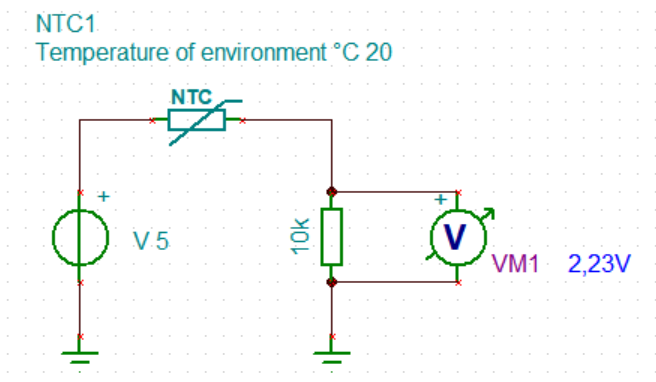 NTC1
Temperature of environment °C 20
NTC
+
V 5
10k
+
V
VM1 2,23V